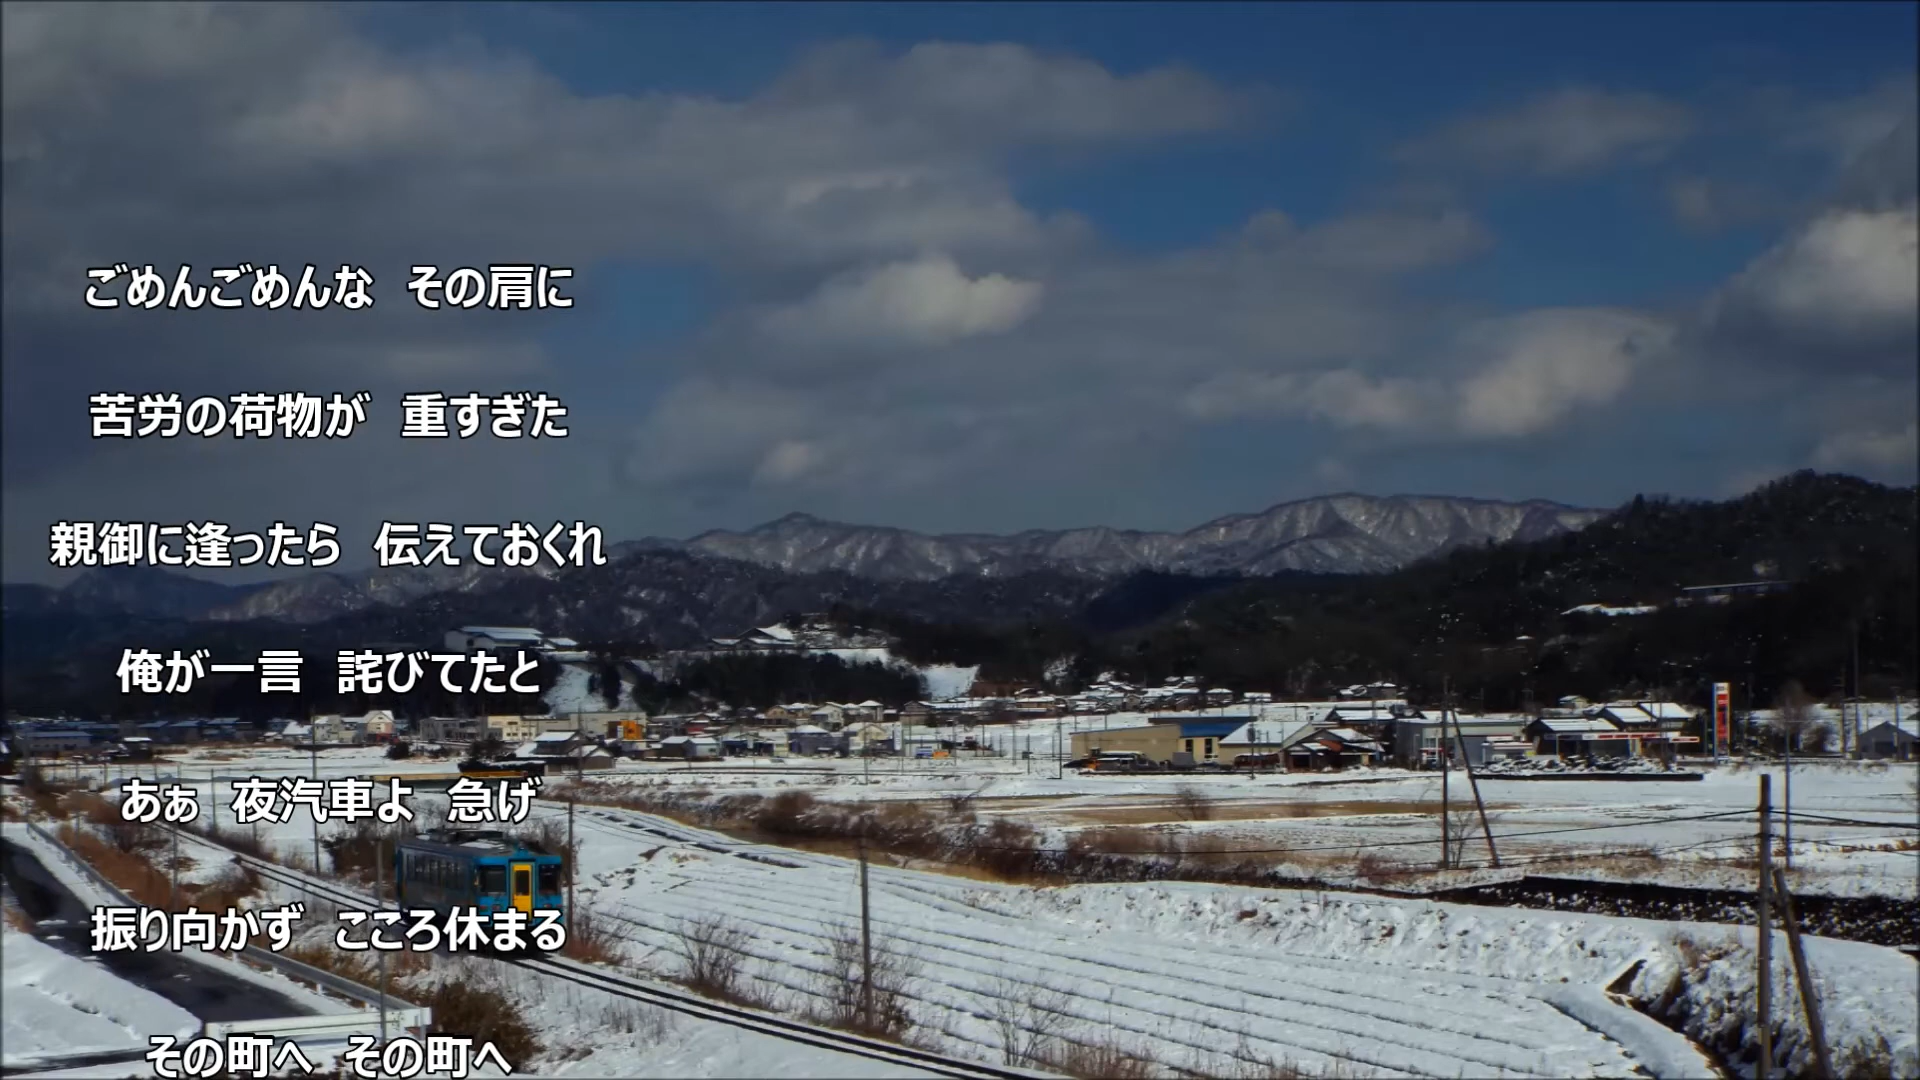 ごめんごめんな　その肩に
苦労の荷物が　重すぎた
親御に逢ったら　伝えておくれ
俺が一言　詫びてたと
あぁ　夜汽車よ　急げ
振り向かず　こころ休まる
その町へ　その町へ